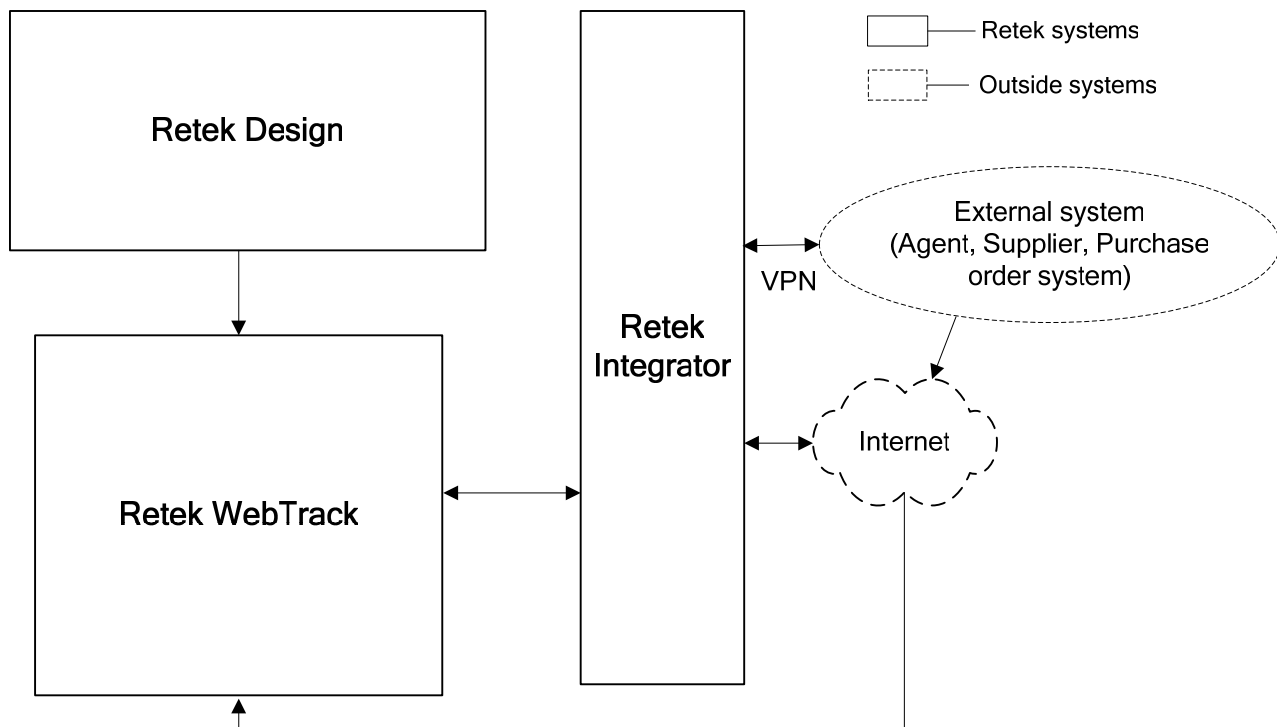 Retek systems
Outside systems
Retek Design
External system
(Agent, Supplier, Purchase
order system)
VPN
Retek
Integrator
Internet
Retek WebTrack